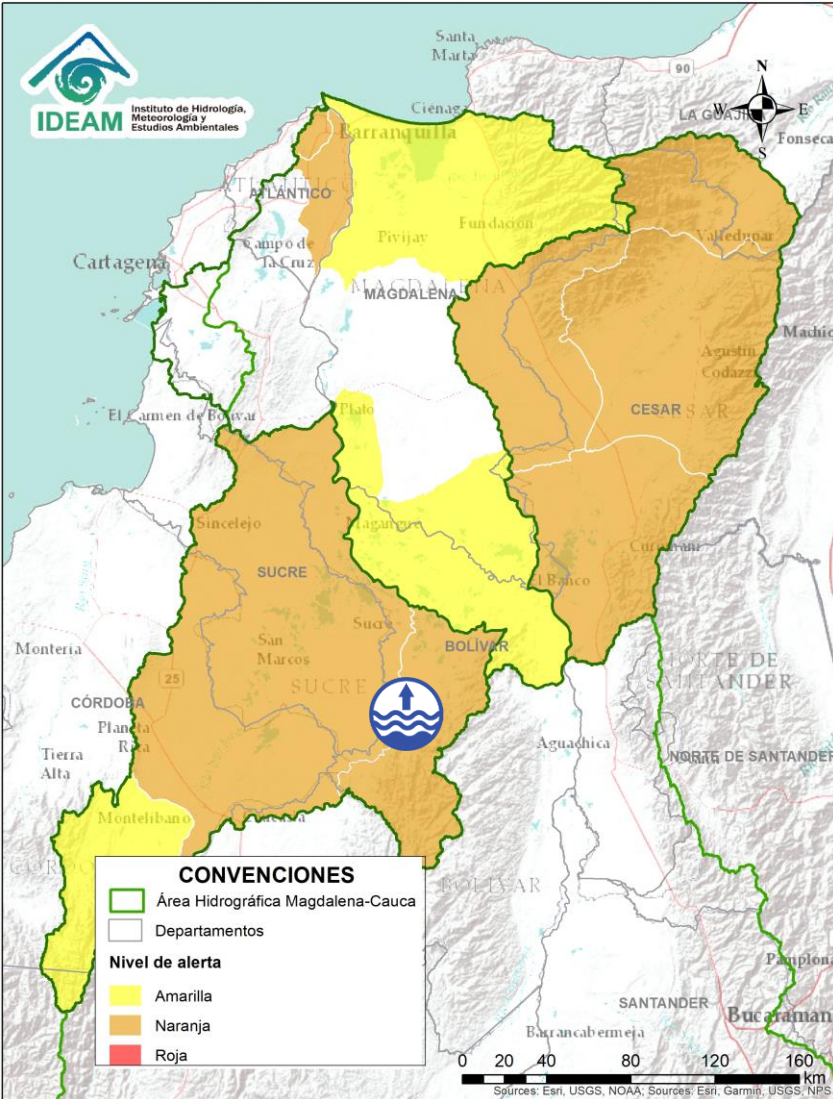 IDEAM
Instituto de Hidrología,
Meteorología y
Estudios Ambientales
Santa
Marta
90
N
W
E
S
LA GUAJIRA
Fonseca
Ciénaga
Barranquilla
ATLÁNTICO
Campo de
la Cruz
Pivijay
Fundación
Valledupar
Cartagena
MAGDALENA
MAGDALENA
Agustín
Codazzi
El Carmen de Bolívar
Plato
CESAR
CESAR
Sincelejo
Magangué
SUCRE
El Banco
Sucre
BOLÍVAR
San
Marcos
SUCRE
Montería
25
CÓRDOBA
Planeta
Rica
Tierra
Alta
NORTE DE
SANTANDER
Aguachica
NORTE DE SANTANDER
Montelíbano
BOLÍVAR
CONVENCIONES
Área Hidrográfica Magdalena-Cauca
Departamentos
Nivel de alerta
Amarilla
Naranja
Roja
Pamplona
SANTANDER
Bucaraman
Barrancabermeja
0 20 40 80 120 160
km
Sources: Esri, USGS, NOAA; Sources: Esri, Garmin, USGS, NPS